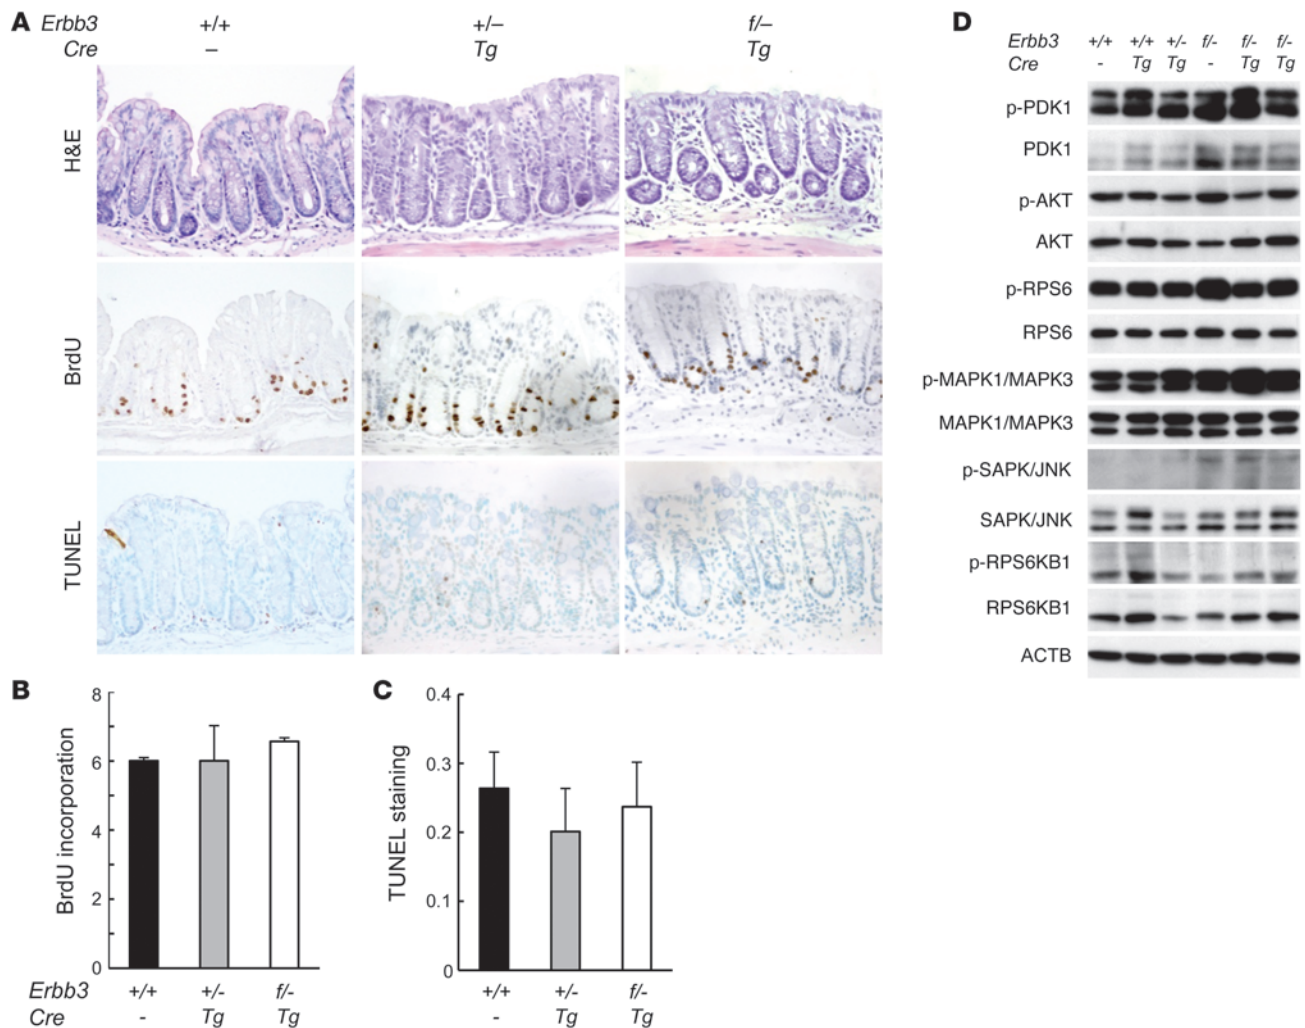 A Erbb3 +/+ +/– f/–
Cre – Tg Tg
H&E
BrdU
TUNEL
B
BrdU incorporation
8
6
4
2
0
Erbb3 +/+ +/- f/-
Cre - Tg Tg
C
TUNEL staining
0.4
0.3
0.2
0.1
0
+/+ +/- f/-
- Tg Tg
D
Erbb3 +/+ +/+ +/- f/- f/- f/-
Cre - Tg Tg - Tg Tg
p-PDK1
PDK1
p-AKT
AKT
p-RPS6
RPS6
p-MAPK1/MAPK3
MAPK1/MAPK3
p-SAPK/JNK
SAPK/JNK
p-RPS6KB1
RPS6KB1
ACTB